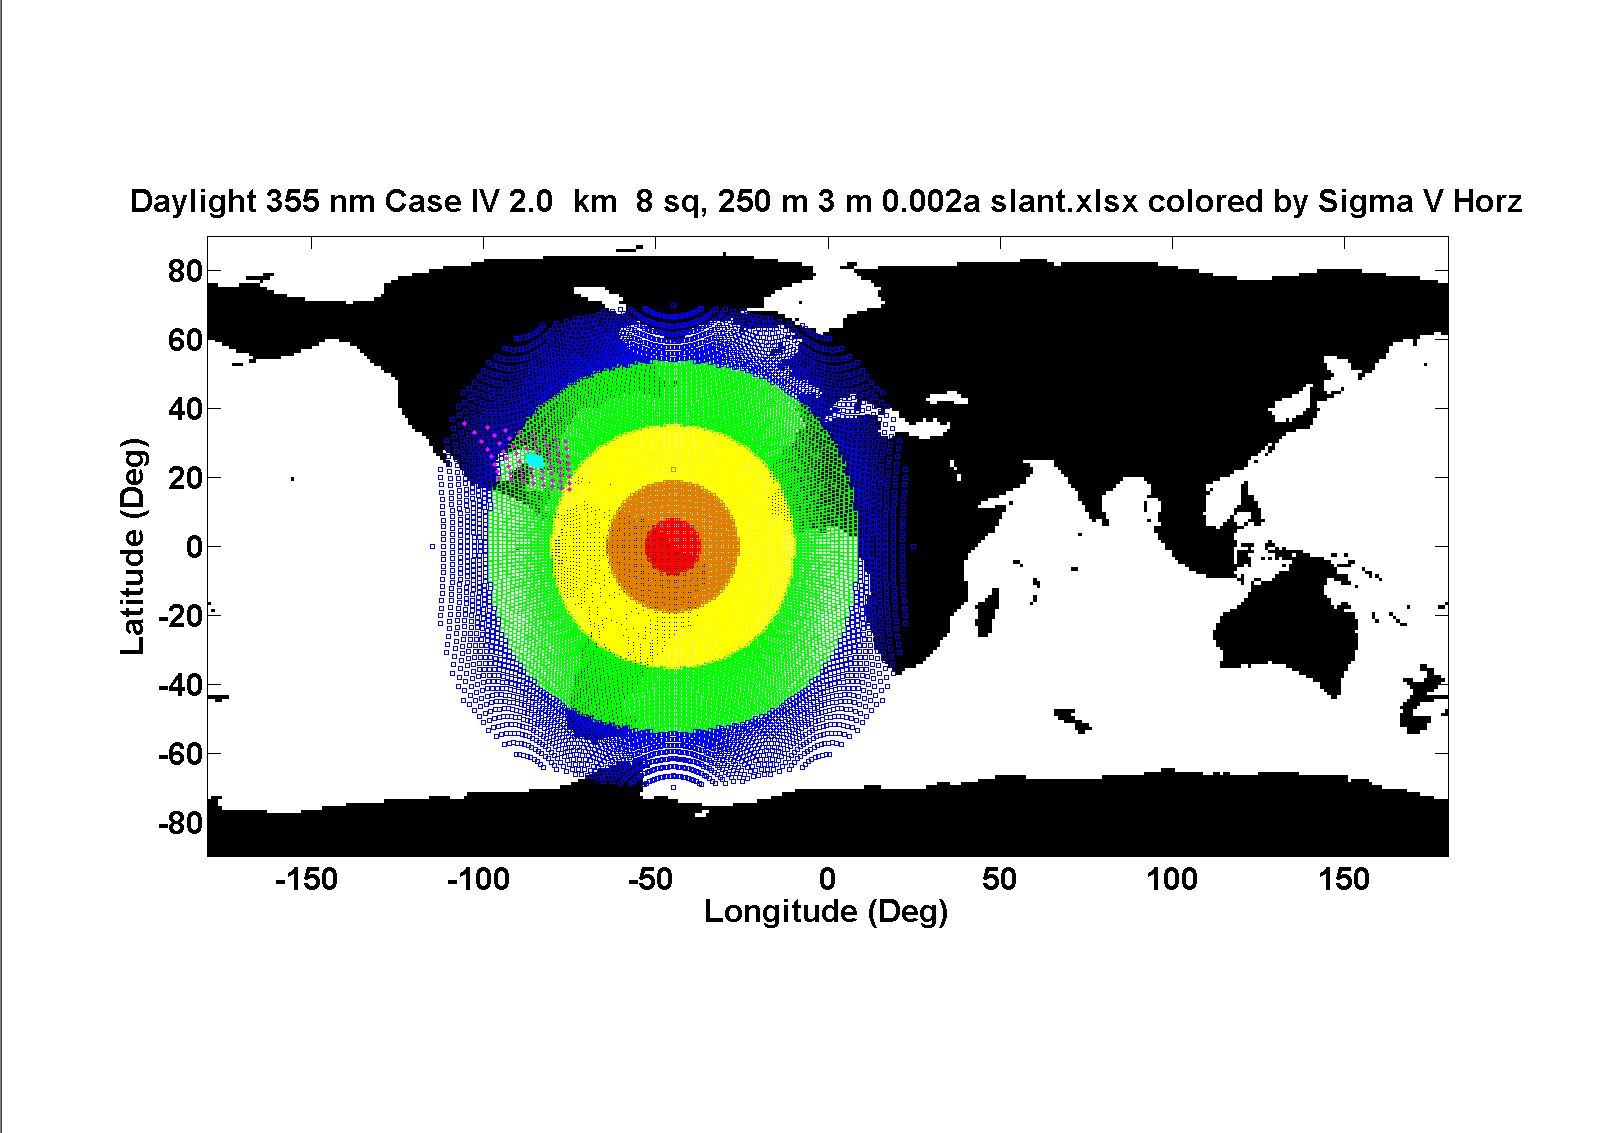 Daylight 355 nm Case IV 2.0  km  8 sq, 250 m 3 m 0.002a slant.xlsx colored by Sigma V Horz
80
60
40
20
0
-20
-40
-60
-80
Latitude (Deg)
-150 -100 -50 0 50 100 150
Longitude (Deg)